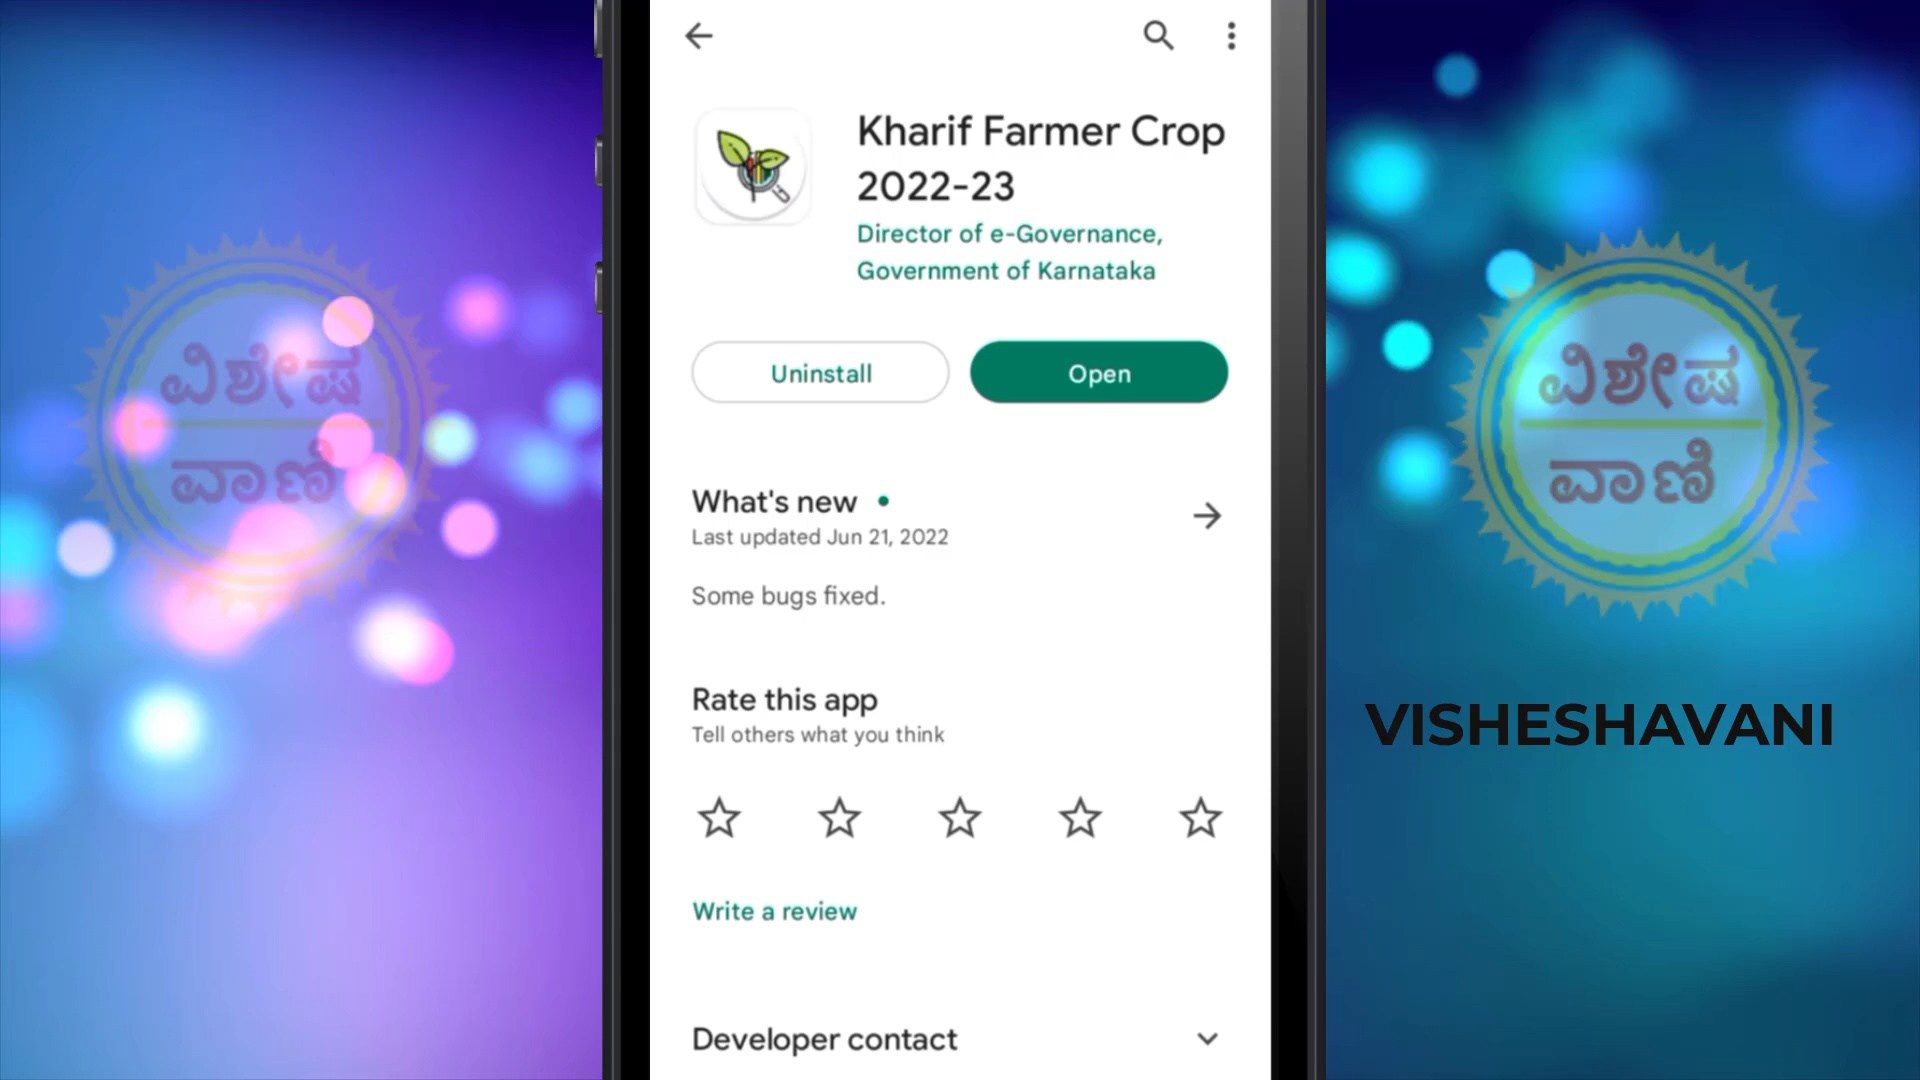 Kharif Farmer Crop
2022-23
Director of e-Governance,
Government of Karnataka
Uninstall
Open
What's new
Last updated Jun 21, 2022
Some bugs fixed.
Rate this app
Tell others what you think
Write a review
Developer contact
ವಿಶೇಷ
ವಾಣಿ
ವಿಶೇಷ
ವಾಣಿ
VISHESHAVANI